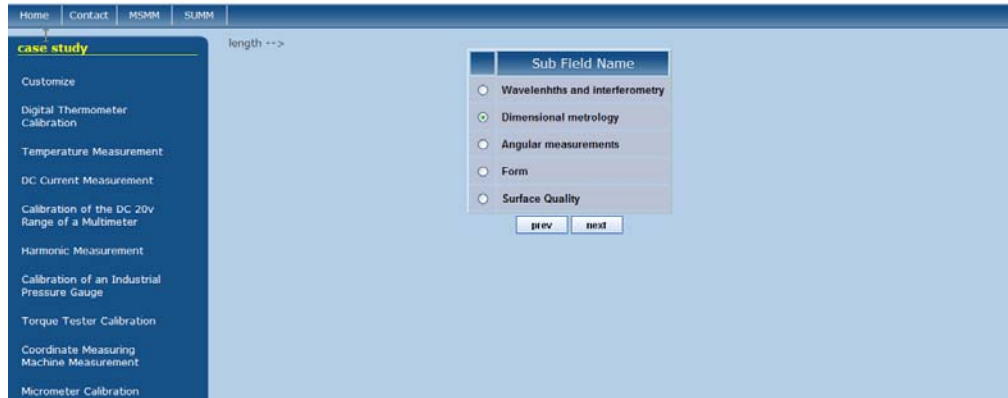 Home Contact MSMM SUMM
case study
Customize
Digital Thermometer
Calibration
Temperature Measurement
DC Current Measurement
Calibration of the DC 20v
Range of a Multimeter
Harmonic Measurement
Calibration of an Industrial
Pressure Gauge
Torque Tester Calibration
Coordinate Measuring
Machine Measurement
Micrometer Calibration
length -->
Sub Field Name
Wavelenhths and interferometry
Dimensional metrology
Angular measurements
Form
Surface Quality
prev next